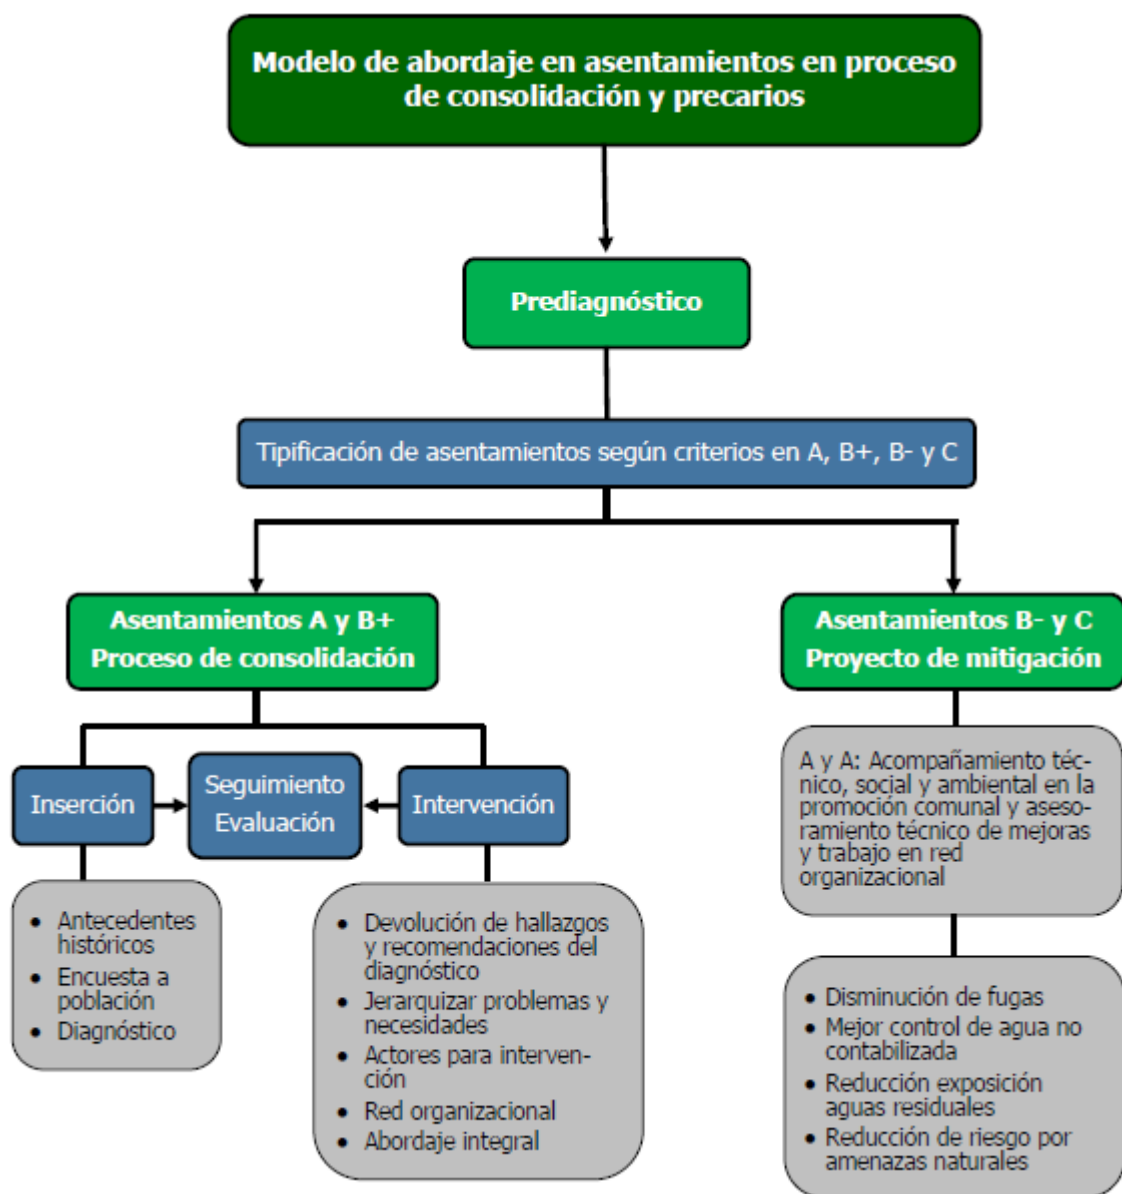 Modelo de abordaje en asentamientos en proceso
de consolidación y precarios
Prediagnóstico
Tipificación de asentamientos según criterios en A, B+, B- y C
Asentamientos A y B+
Proceso de consolidación
Asentamientos B- y C
Proyecto de mitigación
Inserción
Seguimiento
Evaluación
Intervención
A y A: Acompañamiento téc-
nico, social y ambiental en la
promoción comunal y aseso-
ramiento técnico de mejoras
y trabajo en red
organizacional
• Antecedentes
históricos
• Encuesta a
población
• Diagnóstico
• Devolución de hallazgos
y recomendaciones del
diagnóstico
• Jerarquizar problemas y
necesidades
• Actores para interven-
ción
• Red organizacional
• Abordaje integral
• Disminución de fugas
• Mejor control de agua no
contabilizada
• Reducción exposición
aguas residuales
• Reducción de riesgo por
amenazas naturales